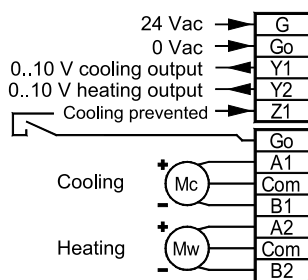 24 Vac G
0 Vac Go
0..10 V cooling output Y1
0..10 V heating output Y2
Cooling prevented Z1
Go
+ A1
Cooling Mc Com
- B1
+ A2
Heating Mw Com
- B2